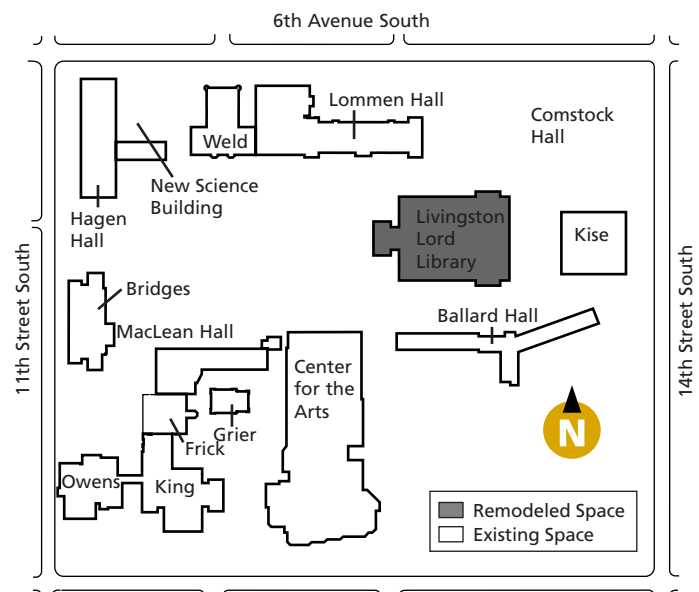 6th Avenue South
11th Street South
14th Street South
Lommen Hall
Comstock
Hall
Weld
New Science
Building
Hagen
Hall
Livingston
Lord
Library
Kise
Bridges
MacLean Hall
Ballard Hall
Center
for the
Arts
Grier
Frick
Owens
King
N
Remodeled Space
Existing Space